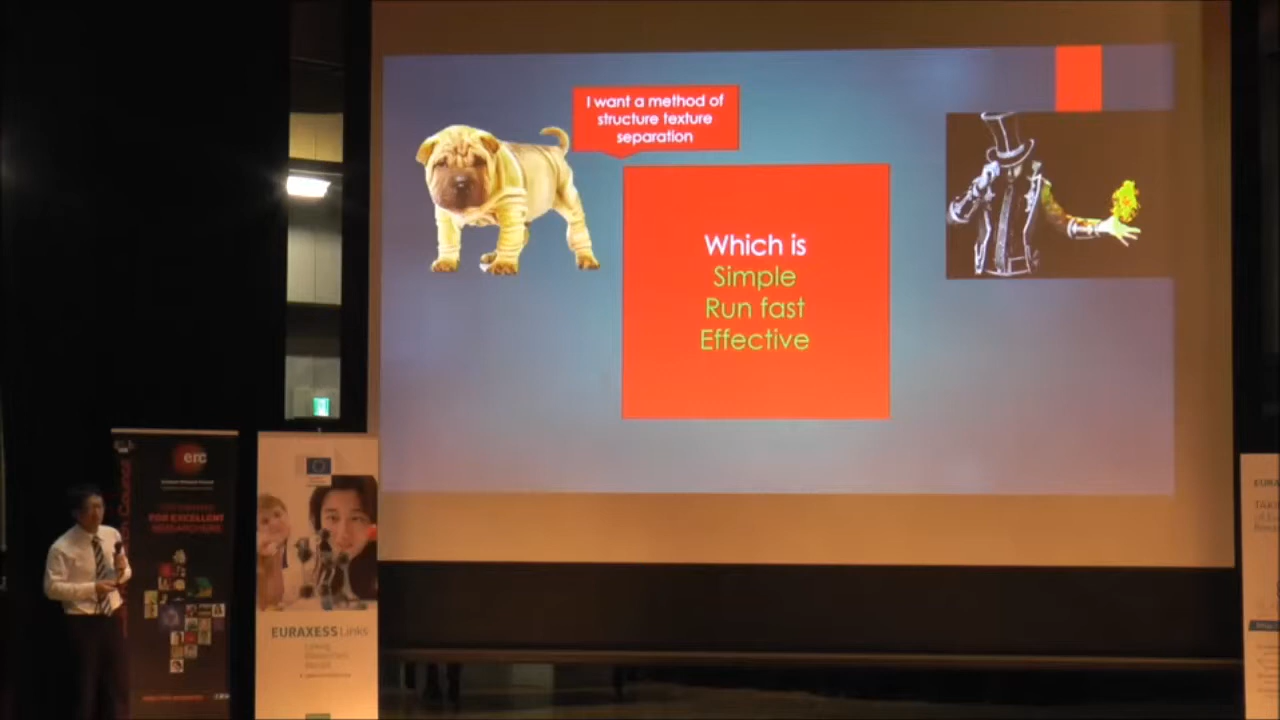 I want a method of
structure texture
separation
Which is
Simple
Run fast
Effective
erc
FOR EXCELLENT
RESEARCHERS
EURAXESS Links